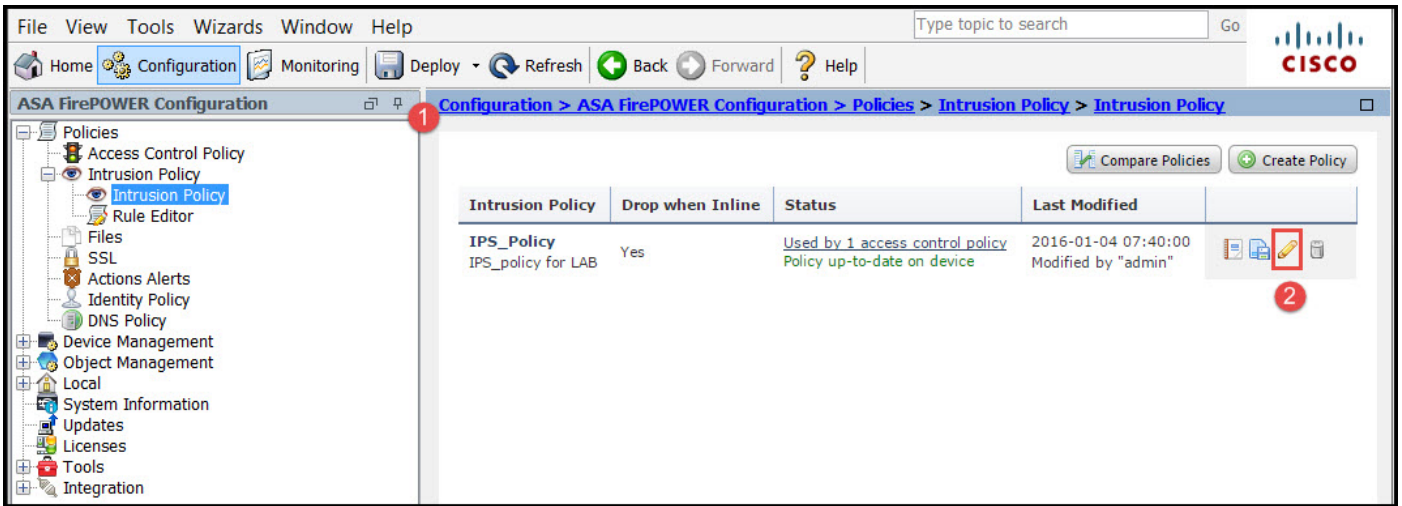 File View Tools Wizards Window Help
Type topic to search Go
CISCO
Home Configuration Monitoring Deploy Refresh Back Forward Help
ASA FirePOWER Configuration
1
Configuration > ASA FirePOWER Configuration > Policies > Intrusion Policy > Intrusion Policy
Policies
Access Control Policy
Intrusion Policy
Intrusion Policy
Rule Editor
Files
SSL
Actions Alerts
Identity Policy
DNS Policy
Device Management
Object Management
Local
System Information
Updates
Licenses
Tools
Integration
Compare Policies Create Policy
Intrusion Policy Drop when Inline Status Last Modified
IPS_Policy Yes Used by 1 access control policy 2016-01-04 07:40:00
IPS_policy for LAB Policy up-to-date on device Modified by "admin"
2